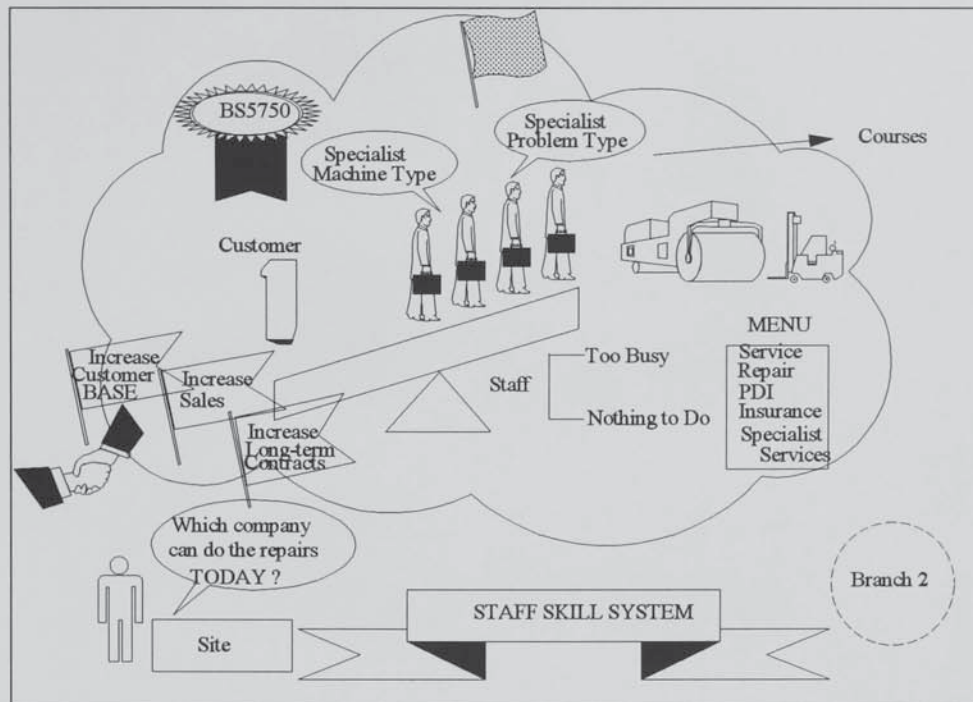 BS5750
Specialist
Machine Type
Specialist
Problem Type
Courses
Customer
1
Increase
Customer
BASE
Increase
Sales
Increase
Long-term
Contracts
Staff
Too Busy
Nothing to Do
MENU
Service
Repair
PDI
Insurance
Specialist
Services
Which company
can do the repairs
TODAY ?
Site
STAFF SKILL SYSTEM
Branch 2